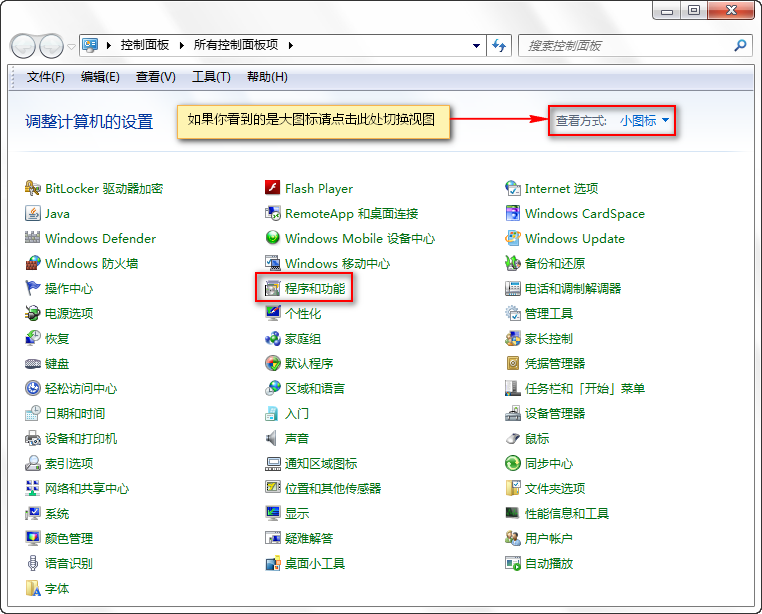 控制面板 所有控制面板项 搜索控制面板
文件(F) 编辑(E) 查看(V) 工具(T) 帮助(H)
调整计算机的设置 如果你看到的是大图标请点击此处切换视图 查看方式: 小图标
BitLocker 驱动器加密 Flash Player Internet 选项
Java RemoteApp 和桌面连接 Windows CardSpace
Windows Defender Windows Mobile 设备中心 Windows Update
Windows 防火墙 Windows 移动中心 备份和还原
操作中心 程序和功能 电话和调制解调器
电源选项 个性化 管理工具
恢复 家庭组 家长控制
键盘 默认程序 凭据管理器
轻松访问中心 区域和语言 任务栏和「开始」菜单
日期和时间 入门 设备管理器
设备和打印机 声音 鼠标
索引选项 通知区域图标 同步中心
网络和共享中心 位置和其他传感器 文件夹选项
系统 显示 性能信息和工具
颜色管理 疑难解答 用户帐户
语音识别 桌面小工具 自动播放
字体